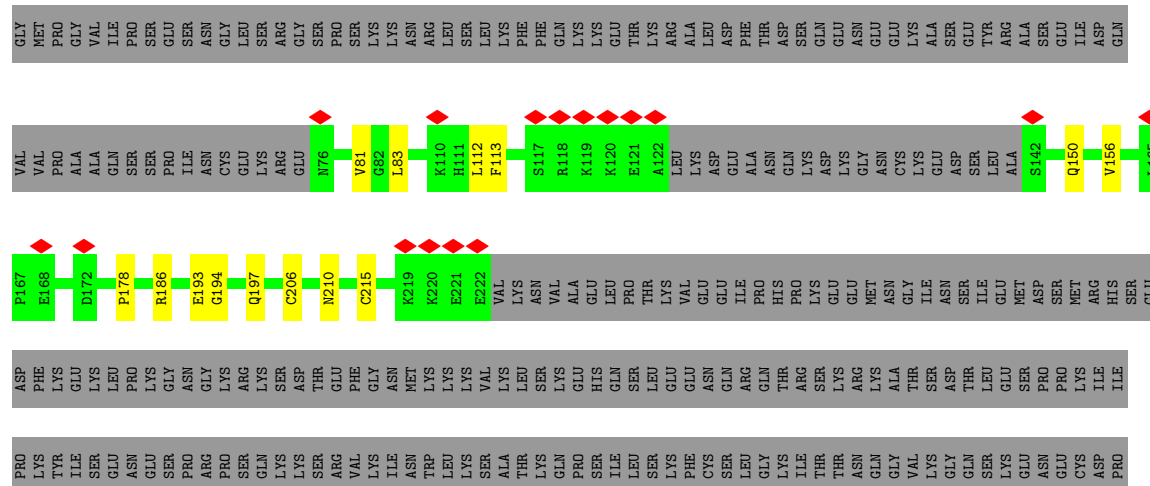 GLY MET PRO GLY VAL ILE PRO SER GLU SER ASN GLY LEU SER ARG GLY SER PRO SER LYS LYS ASN ARG LEU SER LEU LYS PHE PHE GLN LYS LYS GLU THR LYS ARG ALA LEU ASP PHE THR ASP SER GLN GLU ASN GLU GLU LYS ALA SER GLU TYR ARG ALA SER GLU ILE ASP GLN
VAL VAL PRO ALA ALA GLN SER SER PRO ILE ASN CYS GLU LYS ARG GLU N76 V81 G82 L83 K110 H111 L112 F113 S117 R118 K119 K120 E121 A122 LEU LYS ASP GLU ALA ASN GLN LYS ASP LYS GLY ASN CYS LYS GLU ASP SER LEU ALA S142 Q150 V156
P167 E168 D172 P178 R186 E193 G194 Q197 C206 N210 C215 K219 K220 E221 E222 VAL LYS ASN VAL ALA GLU LEU PRO THR LYS VAL GLU GLU ILE PRO HIS PRO LYS GLU GLU MET ASN GLY ILE ASN SER ILE GLU MET ASP SER MET ARG HIS SER GLU
ASP PHE LYS GLU LYS LEU PRO LYS GLY ASN GLY LYS ARG LYS SER ASP THR GLU PHE GLY ASN MET LYS LYS LYS VAL LYS LEU SER LYS GLU HIS GLN SER LEU GLU GLU ASN GLN ARG GLN THR ARG SER LYS ARG LYS ALA THR SER ASP THR LEU GLU SER PRO PRO LYS ILE ILE
PRO LYS TYR ILE SER GLU ASN GLU SER PRO ARG PRO SER GLN LYS LYS SER ARG VAL LYS ILE ASN TRP LEU LYS SER ALA THR LYS GLN PRO SER ILE LEU SER LYS PHE CYS SER LEU GLY LYS ILE THR THR ASN GLN GLY VAL LYS GLY GLN SER LYS GLU ASN GLU CYS ASP PRO